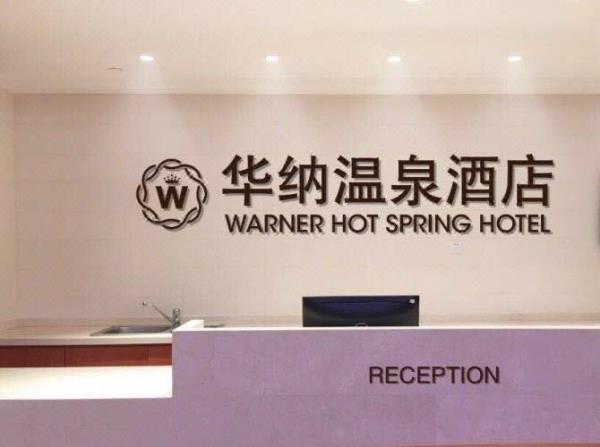 W
华纳温泉酒店
WARNER HOT SPRING HOTEL
RECEPTION